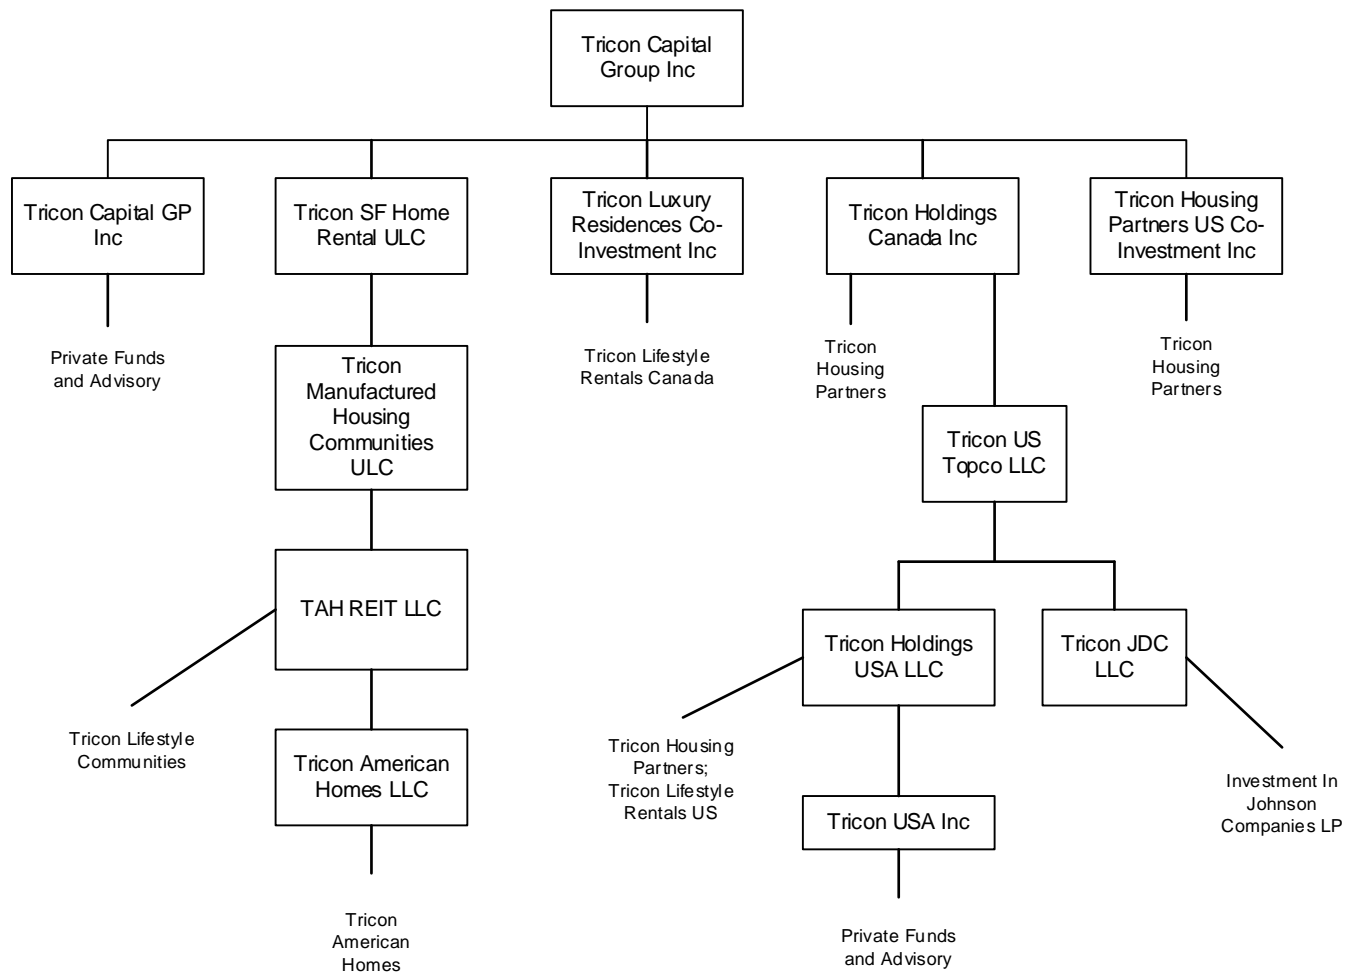 Tricon Capital
Group Inc
Tricon Capital GP
Inc
Tricon SF Home
Rental ULC
Tricon Luxury
Residences Co-
Investment Inc
Tricon Holdings
Canada Inc
Tricon Housing
Partners US Co-
Investment Inc
Private Funds
and Advisory
Tricon
Manufactured
Housing
Communities
ULC
Tricon Lifestyle
Rentals Canada
Tricon
Housing
Partners
Tricon
Housing
Partners
Tricon US
Topco LLC
TAH REIT LLC
Tricon Holdings
USA LLC
Tricon JDC
LLC
Tricon Lifestyle
Communities
Tricon American
Homes LLC
Tricon Housing
Partners;
Tricon Lifestyle
Rentals US
Tricon USA Inc
Investment In
Johnson
Companies LP
Tricon
American
Homes
Private Funds
and Advisory